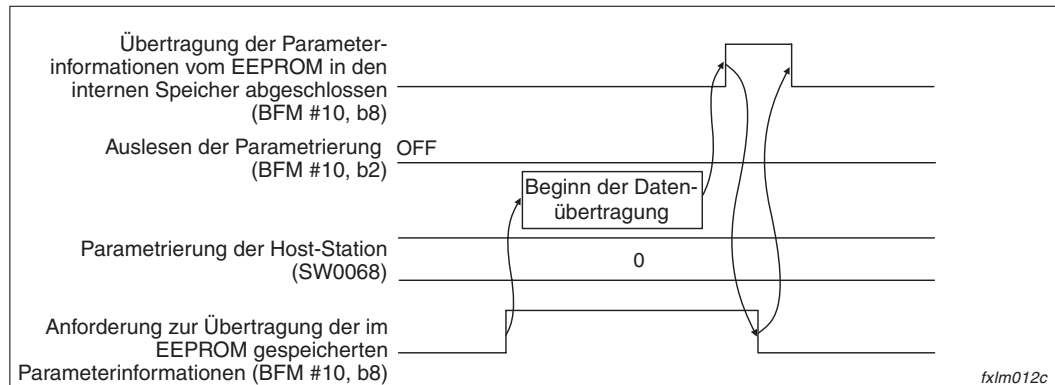 Übertragung der Parameter-
informationen vom EEPROM in den
internen Speicher abgeschlossen
(BFM #10, b8)
Auslesen der Parametrierung OFF
(BFM #10, b2)
Beginn der Daten-
übertragung
Parametrierung der Host-Station
(SW0068)
0
Anforderung zur Übertragung der im
EEPROM gespeicherten
Parameterinformationen (BFM #10, b8)
fxlm012c